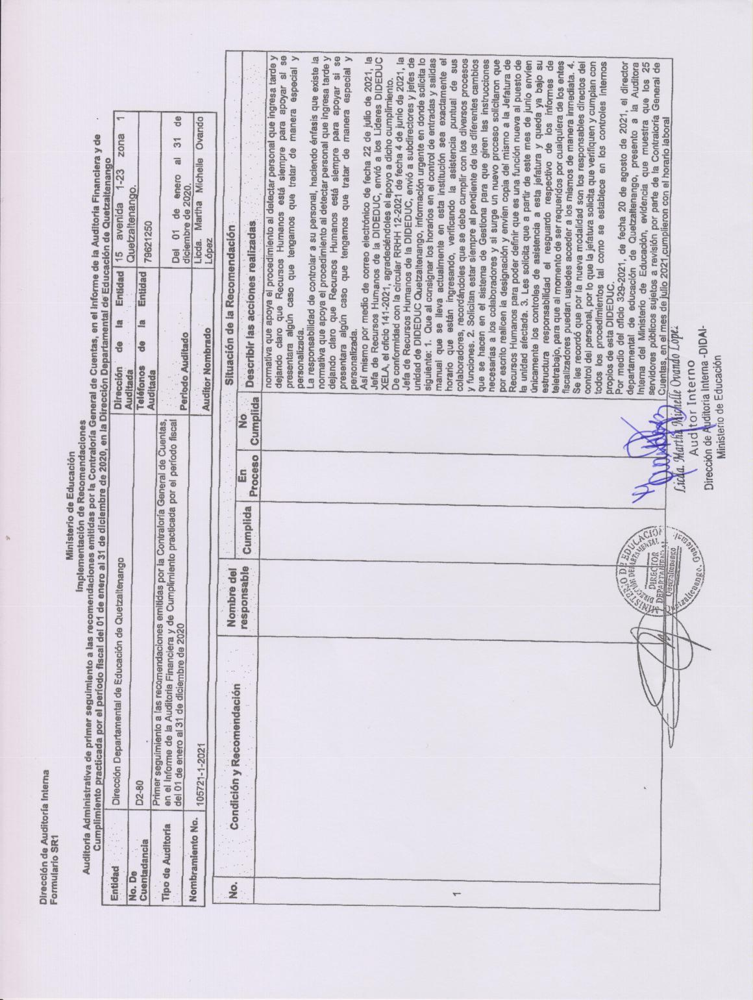 Dirección de Auditoría Interna
Formulario SR1
Ministerio de Educación
Implementación de Recomendaciones
Auditoría Administrativa de primer seguimiento a las recomendaciones emitidas por la Contraloría General de Cuentas, en el Informe de la Auditoría Financiera y de
Cumplimiento practicada por el período fiscal del 01 de enero al 31 de diciembre de 2020, en la Dirección Departamental de Educación de Quetzaltenango
Entidad
Dirección Departamental de Educación de Quetzaltenango
Dirección de la Entidad
Auditada
15 avenida 1-23 zona 1
Quetzaltenango.
No. De
Cuentadancia
D2-80
Teléfonos de la Entidad
Auditada
79621250
Tipo de Auditoría
Primer seguimiento a las recomendaciones emitidas por la Contraloría General de Cuentas,
en el Informe de la Auditoría Financiera y de Cumplimiento practicada por el período fiscal
del 01 de enero al 31 de diciembre de 2020
Período Auditado
Del 01 de enero al 31 de
diciembre de 2020.
Nombramiento No.
105721-1-2021
Auditor Nombrado
Licda. Martha Michelle Ovando
López
No.
Condición y Recomendación
Nombre del
responsable
Situación de la Recomendación
Cumplida
En
Proceso
No
Cumplida
Describir las acciones realizadas
1
normativa que apoya el procedimiento al detectar personal que ingresa tarde y
dejando claro que Recursos Humanos está siempre para apoyar si se
presentara algún caso que tengamos que tratar de manera especial y
personalizada.
La responsabilidad de controlar a su personal, haciendo énfasis que existe la
normativa que apoya el procedimiento al detectar personal que ingresa tarde y
dejando claro que Recursos Humanos está siempre para apoyar si se
presentara algún caso que tengamos que tratar de manera especial y
personalizada.
Así mismo por medio de correo electrónico de fecha 22 de julio de 2021, la
Jefa de Recursos Humanos de la DIDEDUC, envió a los Líderes DIDEDUC
XELA, el oficio 141-2021, agradeciéndoles el apoyo a dicho cumplimiento.
De conformidad con la circular RRHH 12-2021 de fecha 4 de junio de 2021, la
Jefa de Recursos Humanos de la DIDEDUC, envió a subdirectores y jefes de
unidad de DIDEDUC Quetzaltenango, información urgente en donde solicita lo
siguiente: 1. Que al consignar los horarios en el control de entradas y salidas
manual que se lleva actualmente en esta institución sea exactamente el
horario que están ingresando, verificando la asistencia puntual de sus
colaboradores, recordándoles que se debe cumplir con los diversos procesos
y funciones. 2. Solicitan estar siempre al pendiente de los diferentes cambios
que se hacen en el sistema de Gestiona para que giren las instrucciones
necesarias a los colaboradores y si surge un nuevo proceso solicitaron que
por escrito realicen la designación y envíen copia del mismo a la Jefatura de
Recursos Humanos para poder definir que es una función nueva al puesto de
la unidad afectada. 3. Les solicita que a partir de este mes de junio envíen
únicamente los controles de asistencia a esta jefatura y queda ya bajo su
estructura responsabilidad el resguardo respectivo de los informes de
teletrabajo, para que al momento de ser requeridos por cualquiera de los entes
fiscalizadores puedan ustedes acceder a los mismos de manera inmediata. 4.
Se les recordó que por la nueva modalidad son los responsables directos del
control del personal, por lo que la jefatura solicita que verifiquen y cumplan con
todos los procedimientos tal como se establece en los controles internos
propios de esta DIDEDUC.
Por medio del oficio 329-2021, de fecha 20 de agosto de 2021, el director
departamental de educación de Quetzaltenango, presento a la Auditora
Interna del Ministerio de Educación, evidencia que muestra que los 25
servidores públicos sujetos a revisión por parte de la Contraloría General de
Cuentas, en el mes de julio 2021,cumplieron con el horario laboral
MINISTERIO DE EDUCACIÓN
DIRECCIÓN DEPARTAMENTAL
DIRECTOR
DEPARTAMENTAL
Quetzaltenango
Quetzaltenango, Guatemala.
Licda. Martha Michelle Ovando López
Auditor Interno
Dirección de Auditoría Interna -DIDAI-
Ministerio de Educación